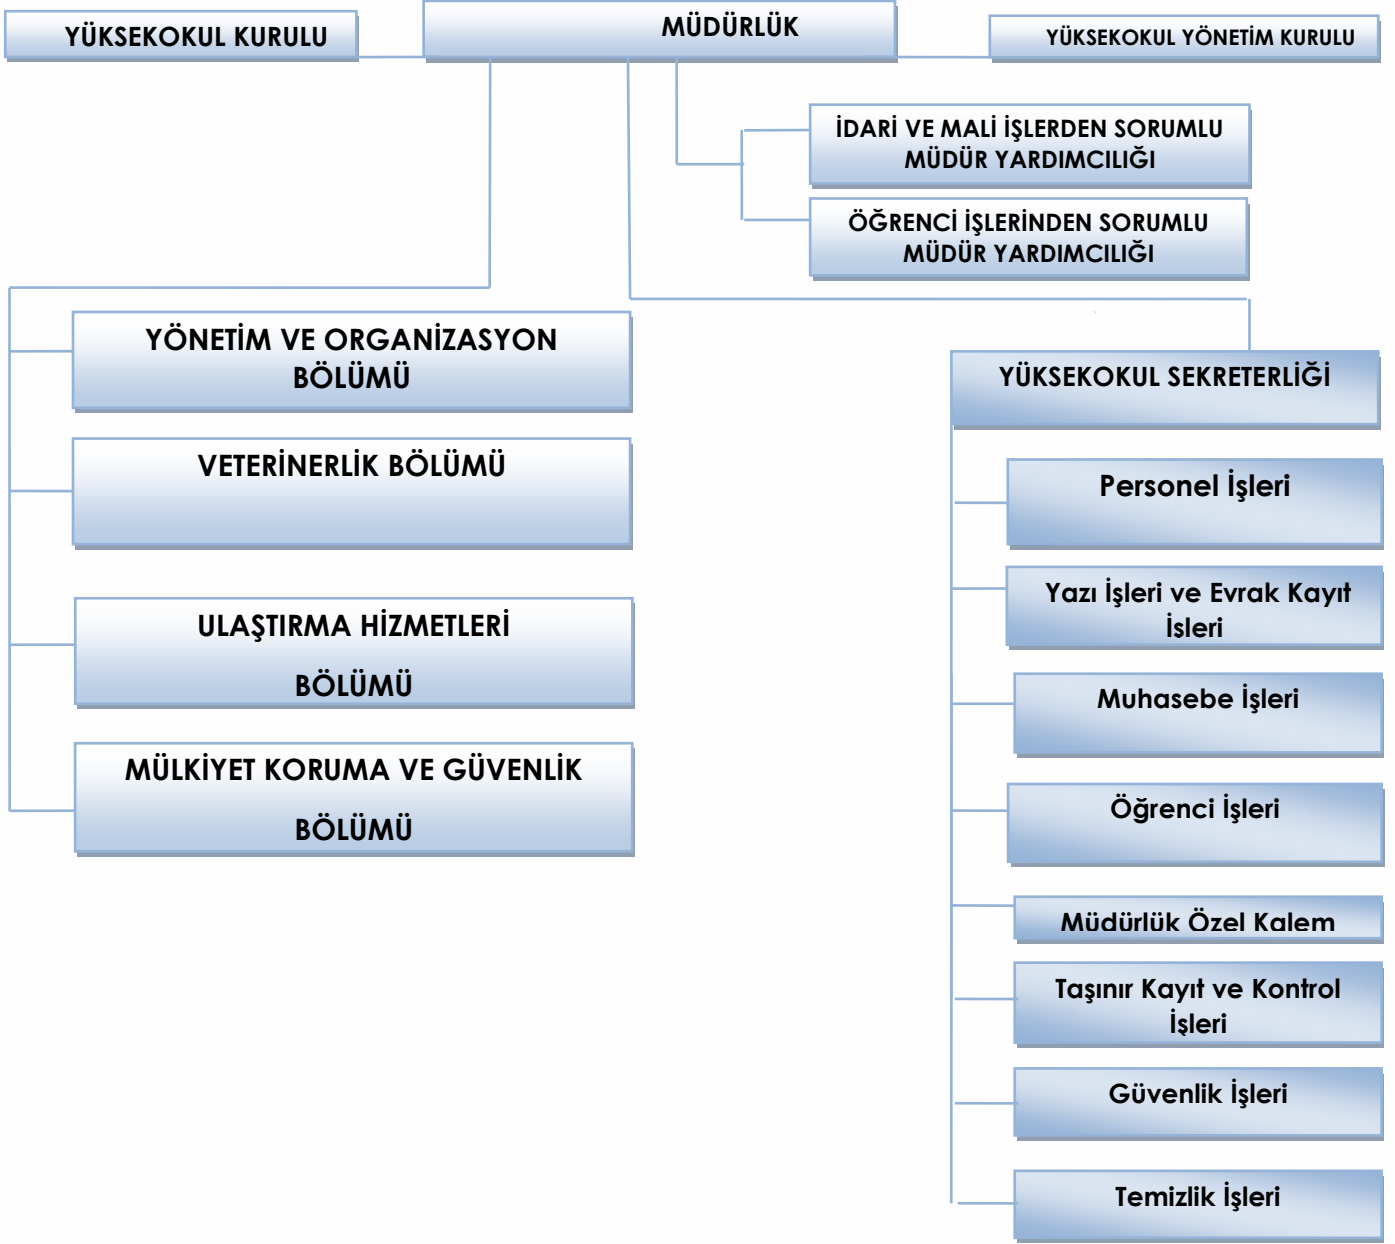 YÜKSEKOKUL KURULU
MÜDÜRLÜK
YÜKSEKOKUL YÖNETİM KURULU
İDARİ VE MALİ İŞLERDEN SORUMLU
MÜDÜR YARDIMCILIĞI
ÖĞRENCİ İŞLERİNDEN SORUMLU
MÜDÜR YARDIMCILIĞI
YÖNETİM VE ORGANİZASYON
BÖLÜMÜ
VETERİNERLİK BÖLÜMÜ
ULAŞTIRMA HİZMETLERİ
BÖLÜMÜ
MÜLKİYET KORUMA VE GÜVENLİK
BÖLÜMÜ
YÜKSEKOKUL SEKRETERLİĞİ
Personel İşleri
Yazı İşleri ve Evrak Kayıt
İşleri
Muhasebe İşleri
Öğrenci İşleri
Müdürlük Özel Kalem
Taşınır Kayıt ve Kontrol
İşleri
Güvenlik İşleri
Temizlik İşleri